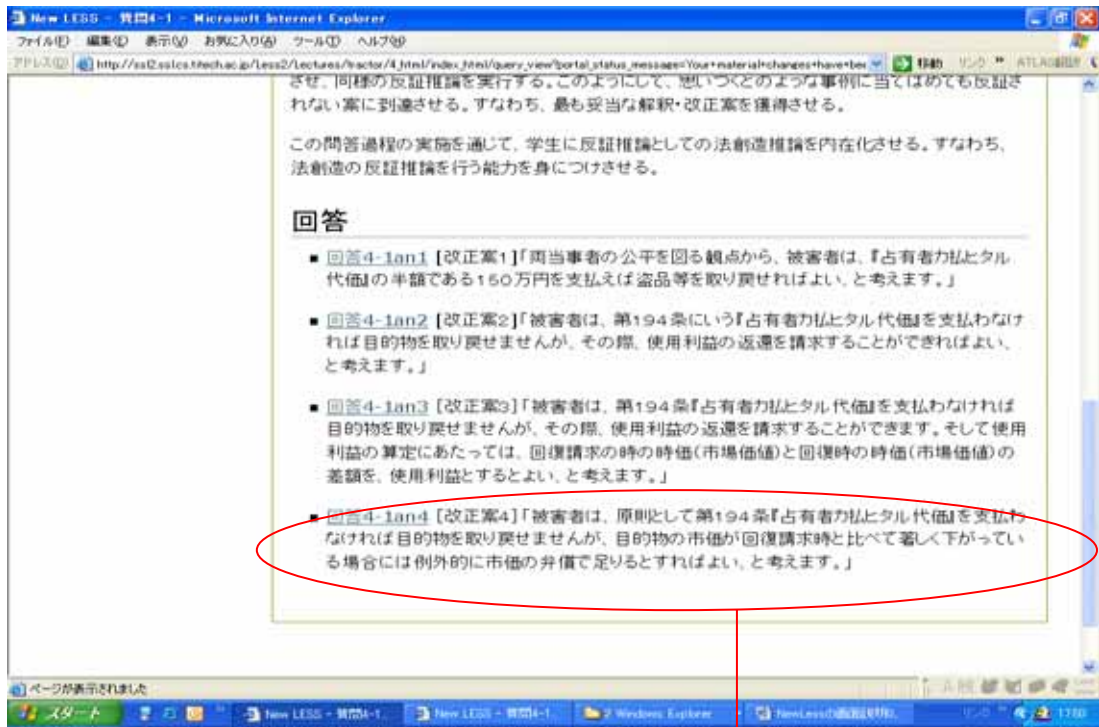 New LESS - 質問4-1 - Microsoft Internet Explorer
ファイル(F) 編集(E) 表示(V) お気に入り(A) ツール(T) ヘルプ(H)
アドレス(D) 移動 リンク
させ、同様の反証推論を実行する。このようにして、思いつくどのような事例に当てはめても反証さ
れない案に到達させる。すなわち、最も妥当な解釈・改正案を獲得させる。
この問答過程の実施を通じて、学生に反証推論としての法創造推論を内在化させる。すなわち、
法創造の反証推論を行う能力を身につけさせる。
回答
回答4-1an1 [改正案1]「両当事者の公平を図る観点から、被害者は、『占有者カ払ヒタル
代価』の半額である150万円を支払えば盗品等を取り戻せればよい、と考えます。」
回答4-1an2 [改正案2]「被害者は、第194条にいう『占有者カ払ヒタル代価』を支払わなけ
れば目的物を取り戻せませんが、その際、使用利益の返還を請求することができればよい、
と考えます。」
回答4-1an3 [改正案3]「被害者は、第194条『占有者カ払ヒタル代価』を支払わなければ
目的物を取り戻せませんが、その際、使用利益の返還を請求することができます。そして使用
利益の算定にあたっては、回復請求の時の時価(市場価値)と回復時の時価(市場価値)の
差額を、使用利益とするとよい、と考えます。」
回答4-1an4 [改正案4]「被害者は、原則として第194条『占有者カ払ヒタル代価』を支払わ
なければ目的物を取り戻せませんが、目的物の市価が回復請求時と比べて著しく下がってい
る場合には例外的に市価の弁償で足りるとすればよい、と考えます。」
ページが表示されました
スタート New LESS - 質問4-1... New LESS - 質問4-1... 2 Windows Explorer リンク 17:00